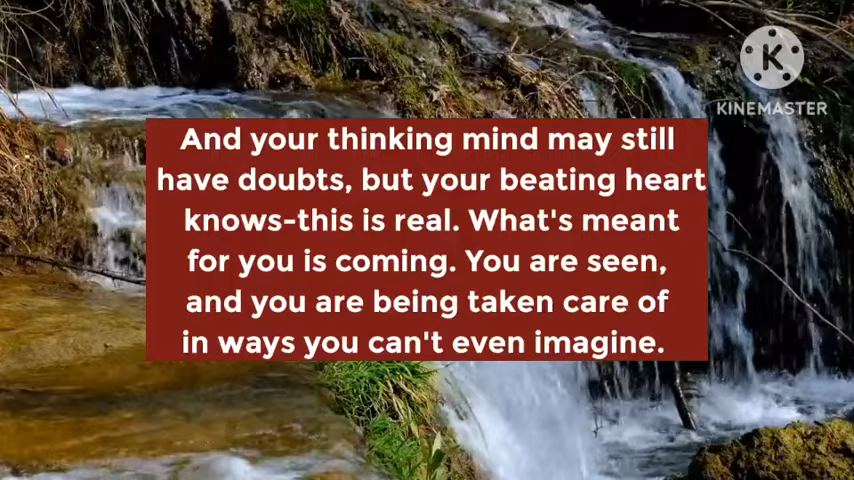 K
KINEMASTER
And your thinking mind may still
have doubts, but your beating heart
knows-this is real. What's meant
for you is coming. You are seen,
and you are being taken care of
in ways you can't even imagine.